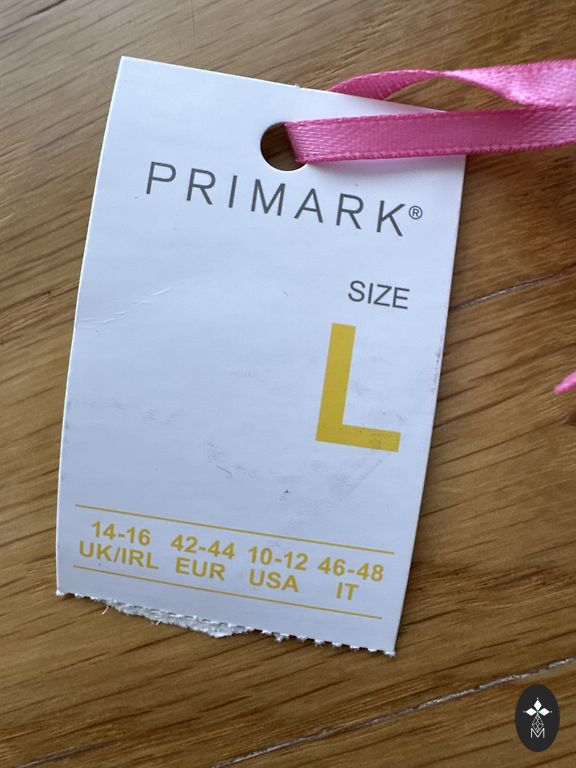 PRIMARK®
SIZE
L
14-16 42-44 10-12 46-48
UK/IRL EUR USA IT
M